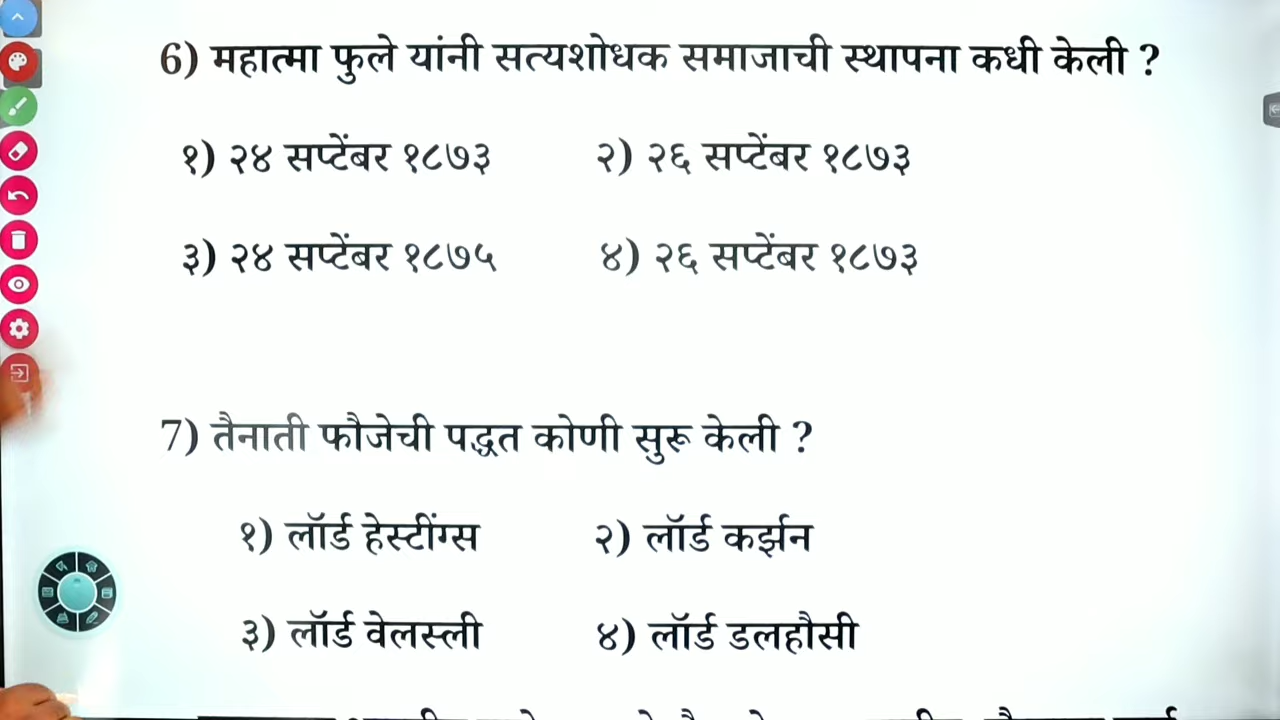 6) महात्मा फुले यांनी सत्यशोधक समाजाची स्थापना कधी केली ?
१) २४ सप्टेंबर १८७३ २) २६ सप्टेंबर १८७३
३) २४ सप्टेंबर १८७५ ४) २६ सप्टेंबर १८७३
7) तैनाती फौजेची पद्धत कोणी सुरू केली ?
१) लॉर्ड हेस्टींग्स २) लॉर्ड कर्झन
३) लॉर्ड वेलस्ली ४) लॉर्ड डलहौसी